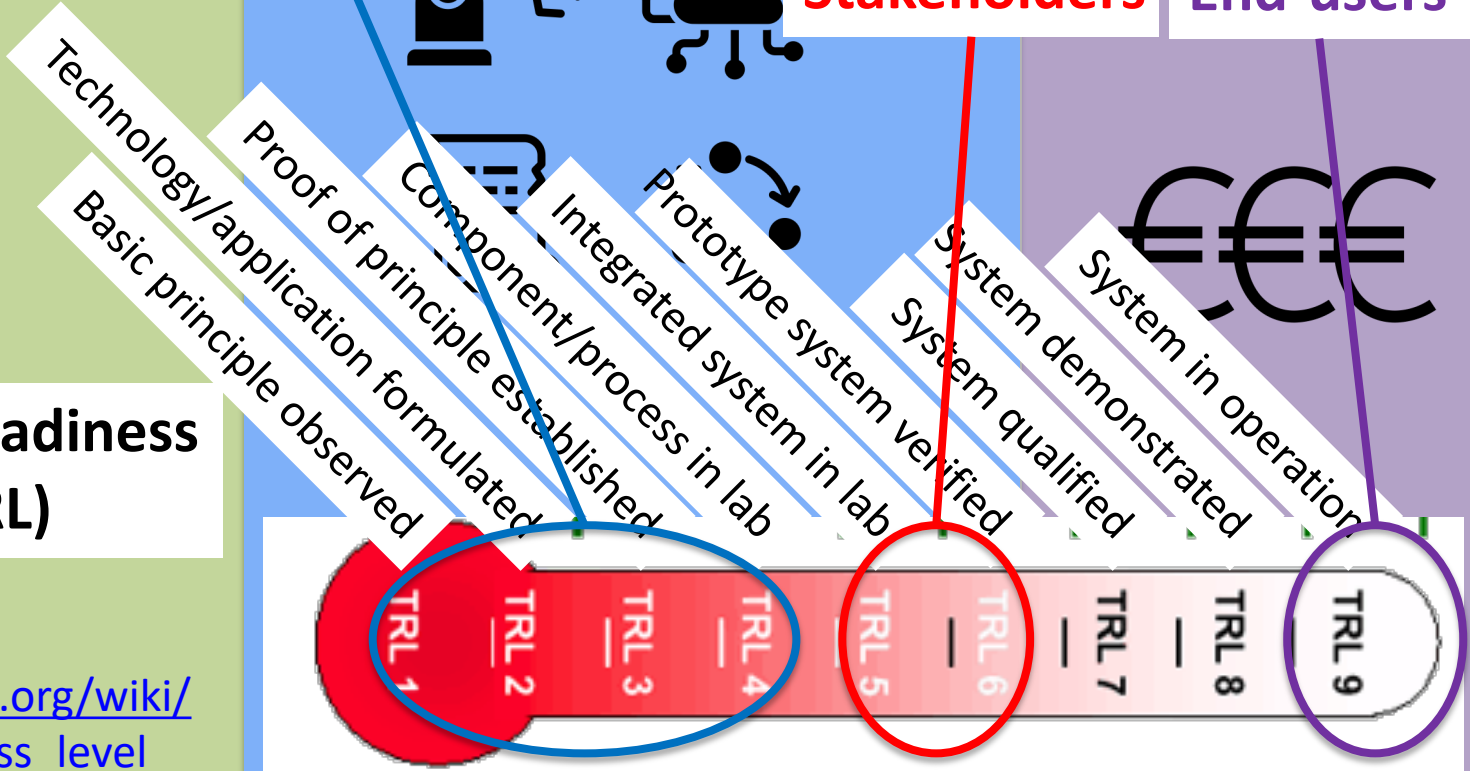 Stakeholders
End-users
Technology/application formulated
Basic principle observed
Proof of principle established
Component/process in lab
Integrated system in lab
Prototype system verified
System qualified
System demonstrated
System in operation
€€€
adiness
RL)
.org/wiki/
ss_level
TRL 1
TRL 2
TRL 3
TRL 4
TRL 5
TRL 6
TRL 7
TRL 8
TRL 9